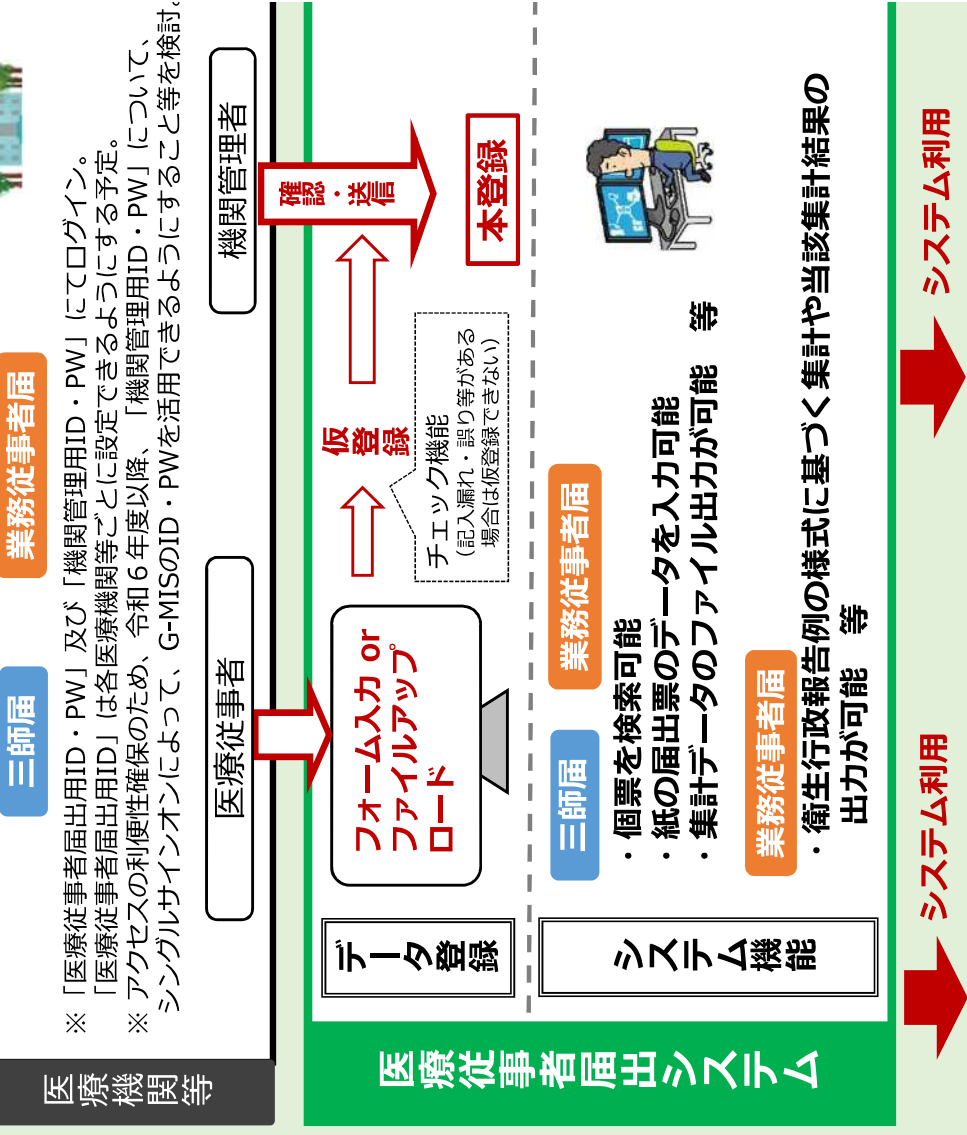 三師届
業務従事者届
※ 「医療従事者届出用ID・PW」及び「機関管理用ID・PW」にてログイン。
「医療従事者届出用ID」は各医療機関等ごとに設定できるようにする予定。
※ アクセスの利便性確保のため、令和６年度以降、「機関管理用ID・PW」について、
シングルサインオンによって、G-MISのID・PWを活用できるようにすること等を検討。
医療
機関
等
医療従事者
機関管理者
医療従事者届出システム
データ
登録
フォーム入力 or
ファイルアップ
ロード
仮登
録
チェック機能
（記入漏れ・誤り等がある
場合は仮登録できない）
確認
・送信
本登録
システム
機能
三師届
業務従事者届
・個票を検索可能
・紙の届出票のデータを入力可能
・集計データのファイル出力が可能 等
業務従事者届
・衛生行政報告例の様式に基づく集計や当該集計結果の
出力が可能 等
システム利用
システム利用